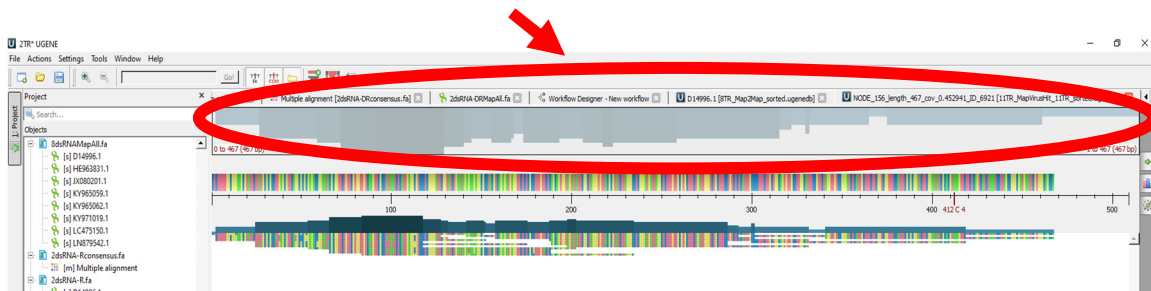 2TR* UGENE
File Actions Settings Tools Window Help
Go!
1: Project
Project
Search...
Objects
8dsRNAMapAll.fa
[s] D14996.1
[s] HE963831.1
[s] JX080201.1
[s] KY965059.1
[s] KY965062.1
[s] KY971019.1
[s] LC475150.1
[s] LN879542.1
2dsRNA-Rconsensus.fa
[m] Multiple alignment
2dsRNA-R.fa
Multiple alignment [2dsRNA-DRconsensus.fa]
2dsRNA-DRMapAll.fa
Workflow Designer - New workflow
D14996.1 [8TR_Map2Map_sorted.ugenedb]
NODE_156_length_467_cov_0.452941_ID_6921 [11TR_MapVirusHit_11TR_sorted
0 to 467 (467 bp)
to 467 (467 bp)
100
200
300
400
412 C 4
500